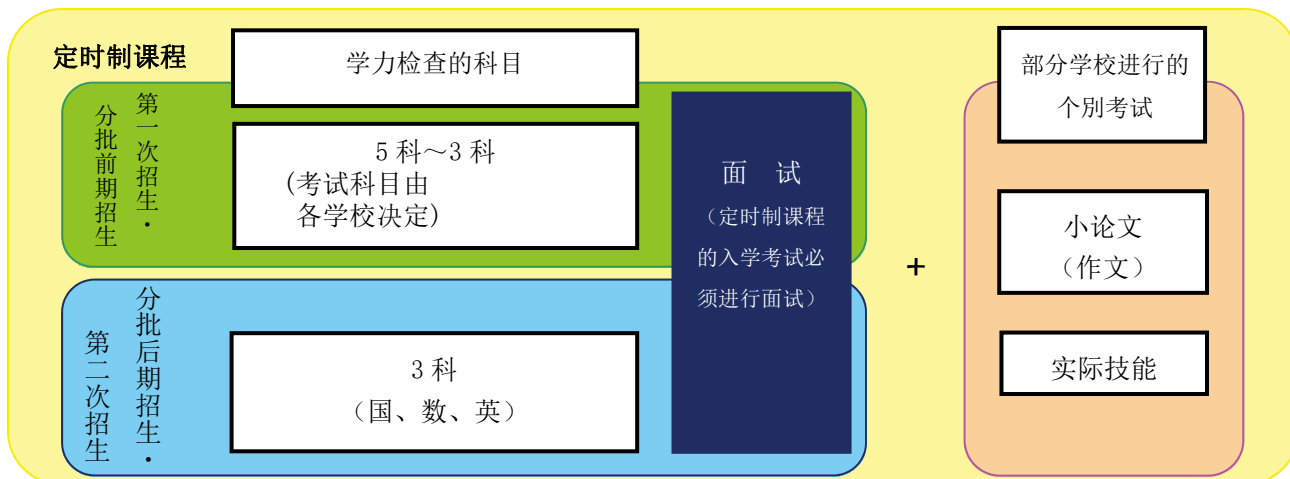 定时制课程
学力检查的科目
第一次招生・
分批前期招生
5科～3科
(考试科目由
各学校决定)
分批后期招生・
第二次招生
3科
（国、数、英）
面 试
（定时制课程
的入学考试必
须进行面试）
+
部分学校进行的
个別考试
小论文
（作文）
实际技能